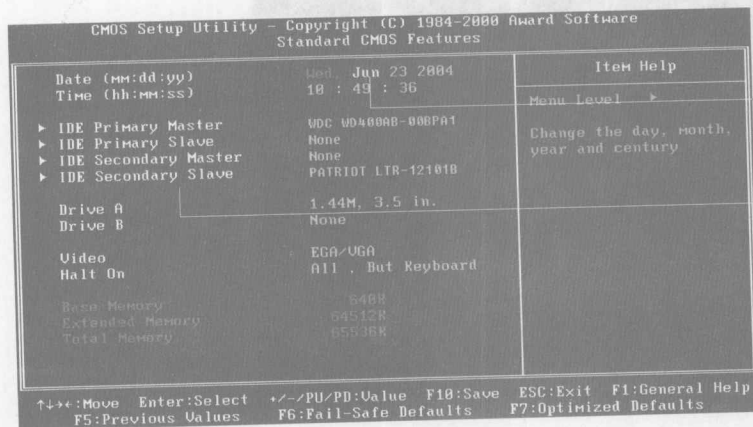 CMOS Setup Utility – Copyright (C) 1984-2000 Award Software
Standard CMOS Features
Date (mm:dd:yy) Wed, Jun 23 2004
Time (hh:mm:ss) 10 : 49 : 36
► IDE Primary Master WDC WD400AB-00BPA1
► IDE Primary Slave None
► IDE Secondary Master None
► IDE Secondary Slave PATRIOT LTR-12101B
Drive A 1.44M, 3.5 in.
Drive B None
Video EGA/VGA
Halt On All , But Keyboard
Base Memory 640K
Extended Memory 64512K
Total Memory 65536K
Item Help
Menu Level ►
Change the day, month,
year and century
↑↓→←:Move Enter:Select +/-/PU/PD:Value F10:Save ESC:Exit F1:General Help
F5:Previous Values F6:Fail-Safe Defaults F7:Optimized Defaults